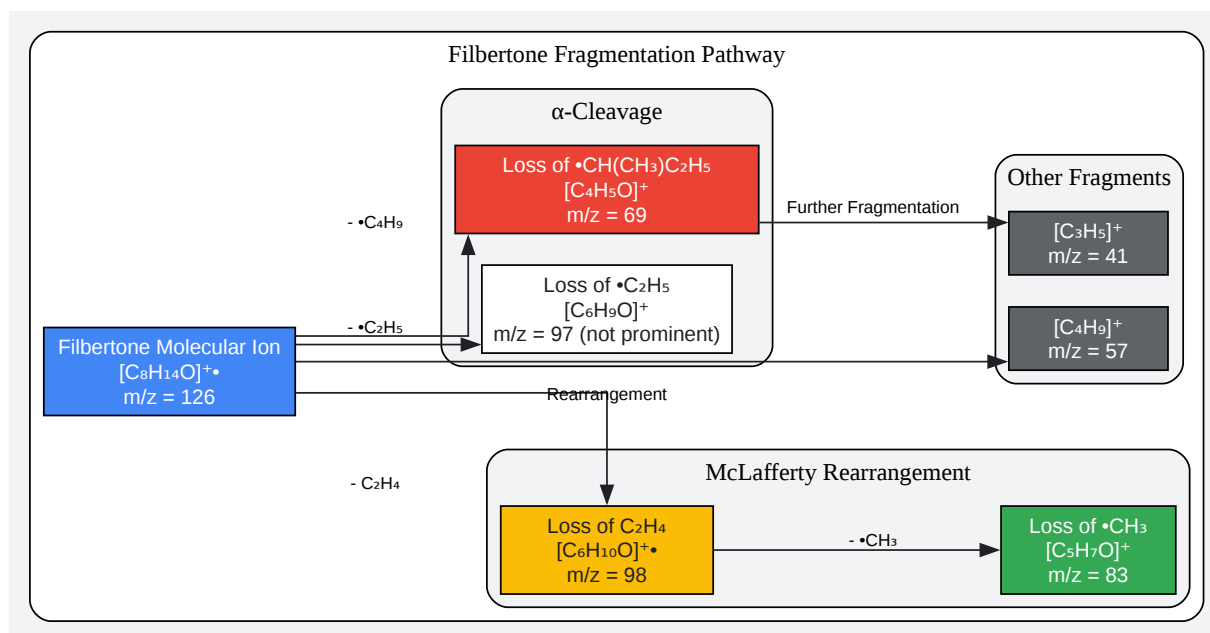 Filbertone Fragmentation Pathway
α-Cleavage
Loss of •CH(CH₃)C₂H₅
[C₄H₅O]⁺
m/z = 69
Loss of •C₂H₅
[C₆H₉O]⁺
m/z = 97 (not prominent)
Other Fragments
[C₃H₅]⁺
m/z = 41
[C₄H₉]⁺
m/z = 57
Further Fragmentation
- •C₄H₉
- •C₂H₅
Filbertone Molecular Ion
[C₈H₁₄O]⁺•
m/z = 126
Rearrangement
- C₂H₄
McLafferty Rearrangement
Loss of C₂H₄
[C₆H₁₀O]⁺•
m/z = 98
- •CH₃
Loss of •CH₃
[C₅H₇O]⁺
m/z = 83